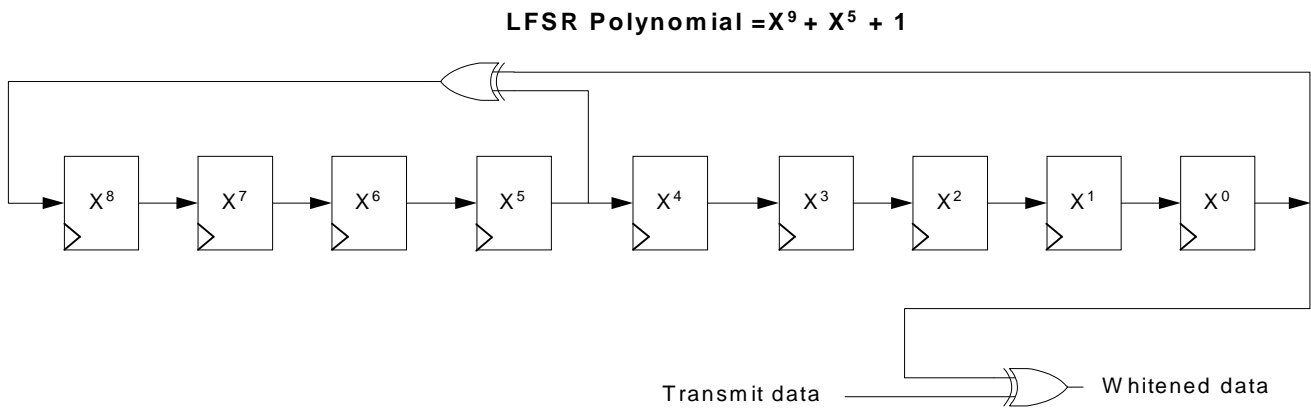 LFSR Polynomial =X⁹ + X⁵ + 1
X⁸ X⁷ X⁶ X⁵ X⁴ X³ X² X¹ X⁰
Transmit data
Whitened data